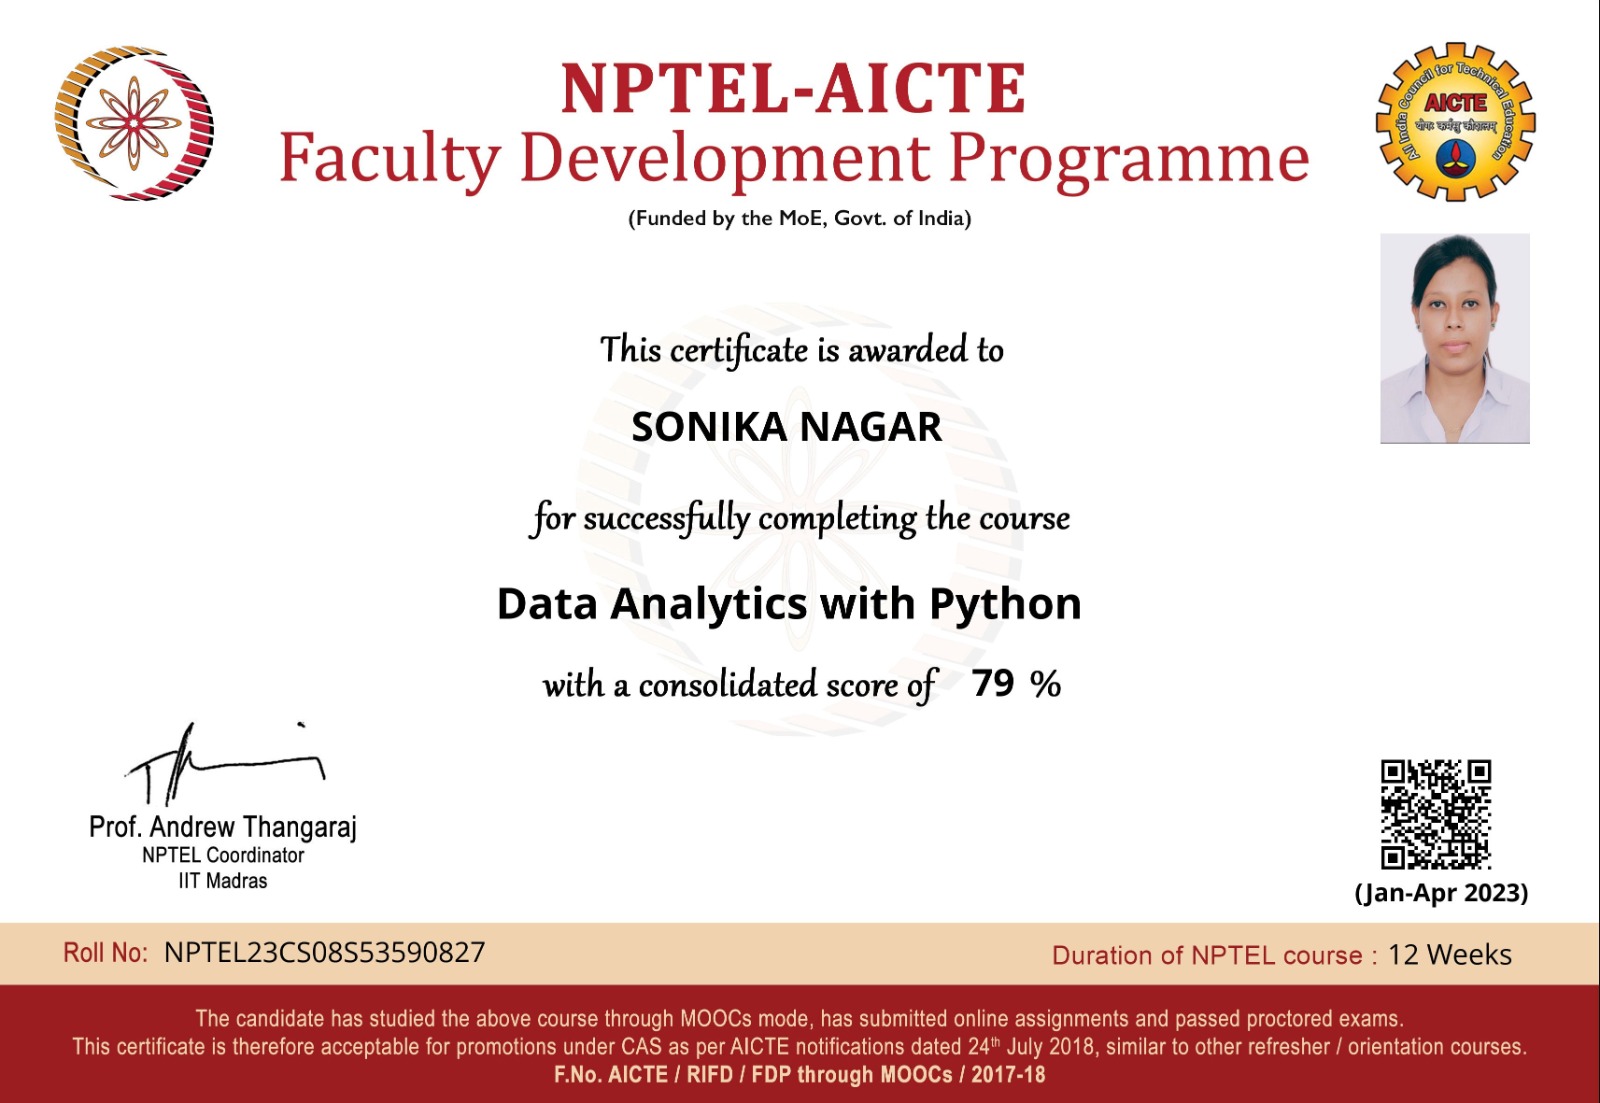 NPTEL-AICTE
Faculty Development Programme
(Funded by the MoE, Govt. of India)
All India Council for Technical Education
AICTE
योगः कर्मसु कौशलम्
This certificate is awarded to
SONIKA NAGAR
for successfully completing the course
Data Analytics with Python
with a consolidated score of 79 %
Prof. Andrew Thangaraj
NPTEL Coordinator
IIT Madras
(Jan-Apr 2023)
Roll No: NPTEL23CS08S53590827
Duration of NPTEL course : 12 Weeks
The candidate has studied the above course through MOOCs mode, has submitted online assignments and passed proctored exams.
This certificate is therefore acceptable for promotions under CAS as per AICTE notifications dated 24th July 2018, similar to other refresher / orientation courses.
F.No. AICTE / RIFD / FDP through MOOCs / 2017-18